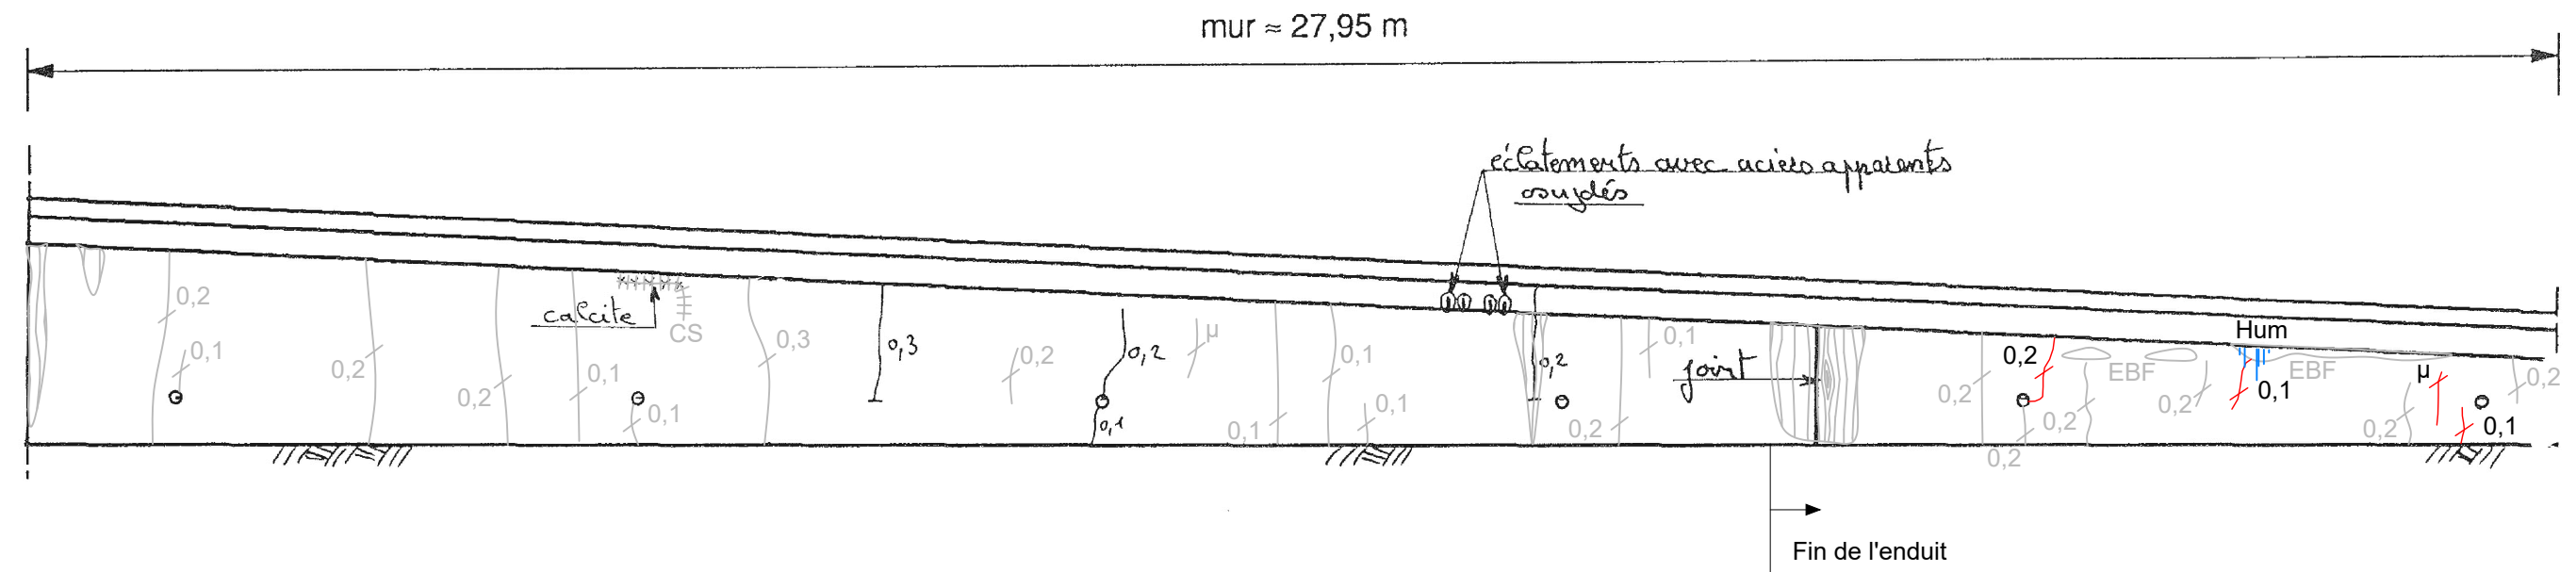 mur ≈ 27,95 m
éclatements avec aciers apparents
oxydés
calcite
CS
0,2
0,1
0,2
0,2
0,1
0,1
0,3
0,3
0,2
0,2
0,1
µ
0,1
0,1
0,1
0,2
0,2
0,1
joint
0,2
0,2
0,2
0,2
EBF
0,2
Hum
0,1
EBF
0,2
µ
0,1
0,2
Fin de l'enduit